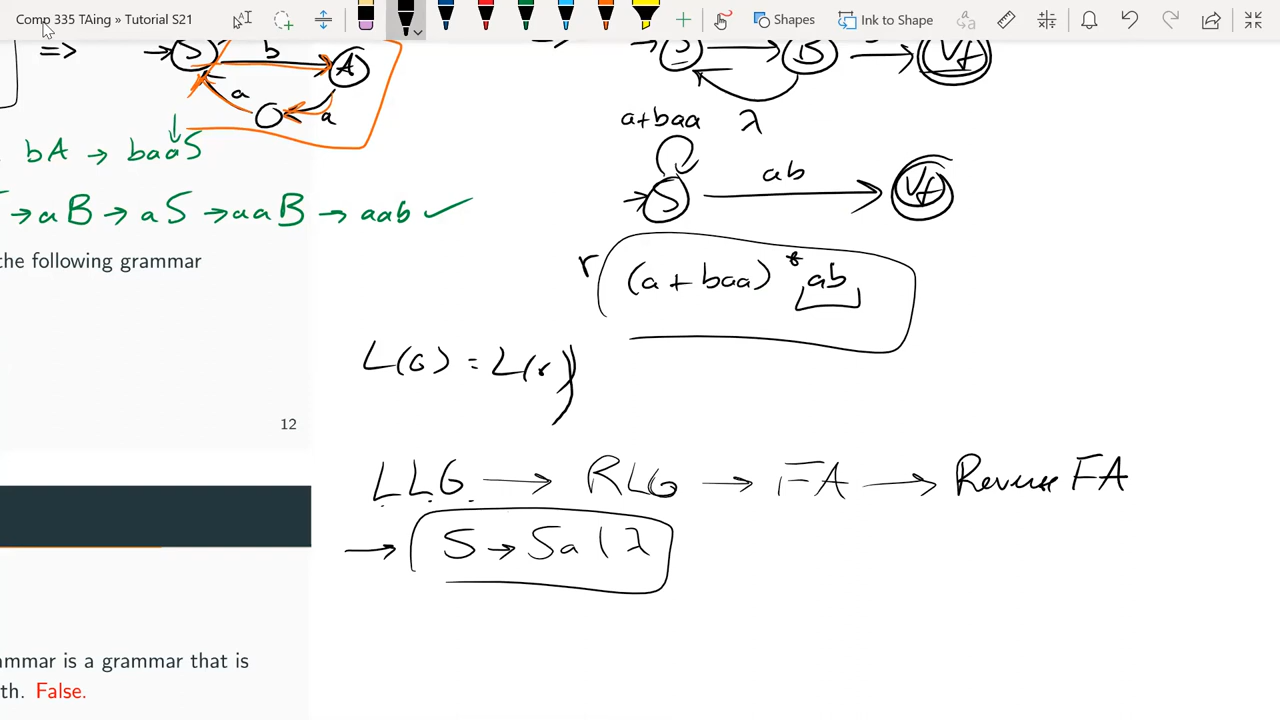 Comp 335 TAing » Tutorial S21
Shapes
Ink to Shape
=>
→ S
b
A
a
a
B
Vf
λ
bA → baaS
→ aB → aS → aaB → aab ✓
a+baa
→ S
ab
Vf
the following grammar
r (a + baa)* ab
L(G) = L(r)
12
LLG → RLG → FA → Reverse FA
→ S → Sa | λ
ammar is a grammar that is
th. False.